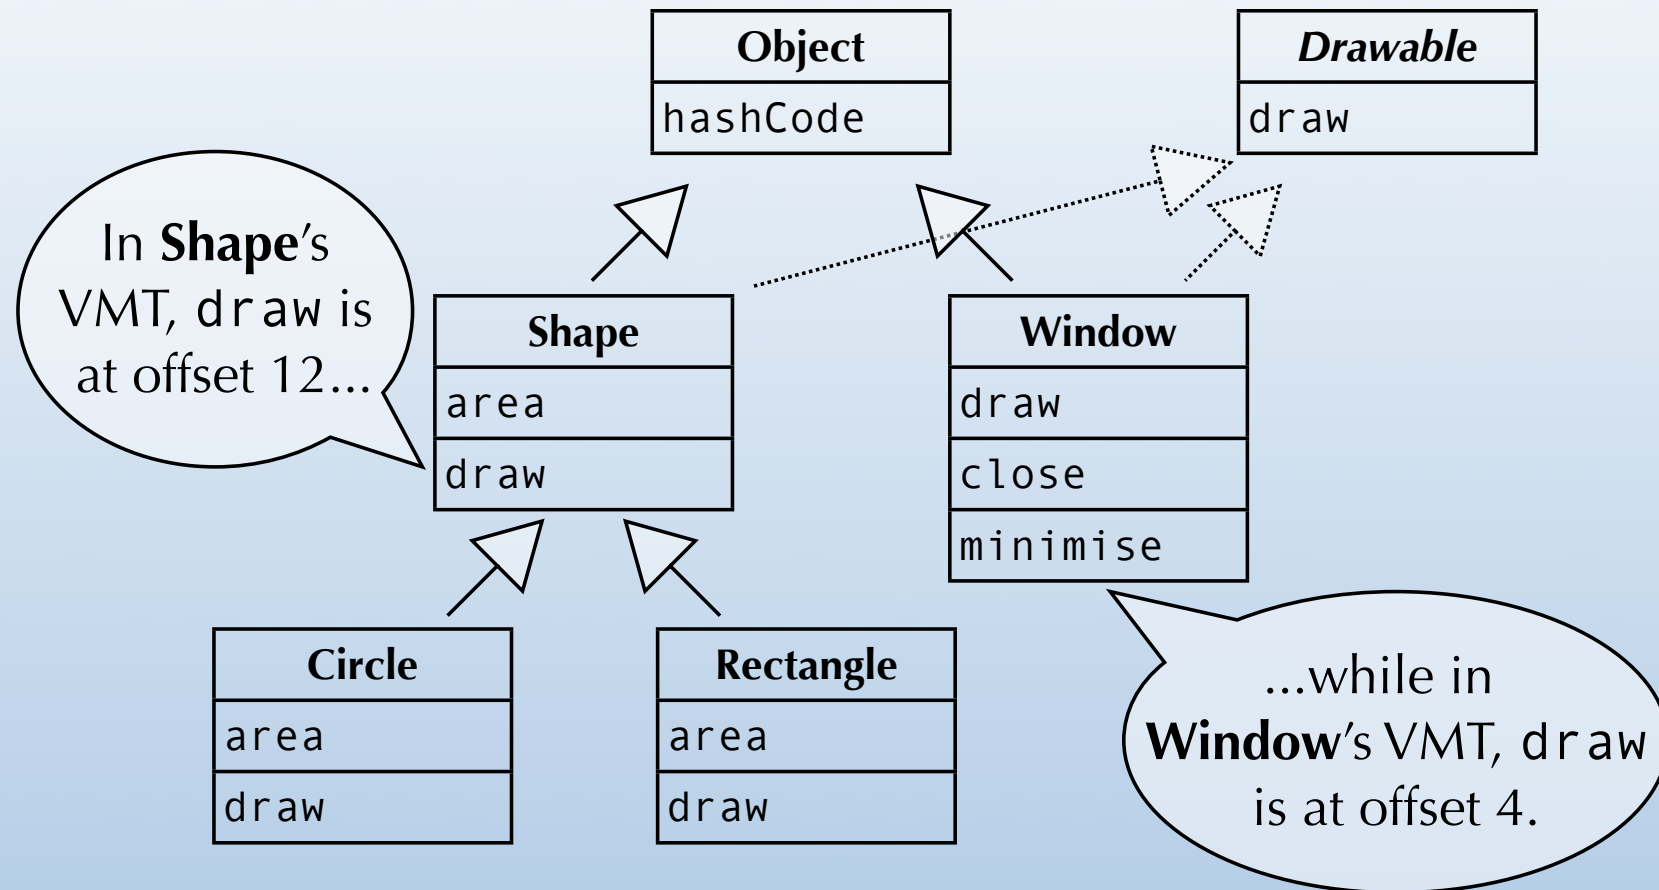 Object
hashCode
Drawable
draw
In Shape's
VMT, draw is
at offset 12...
Shape
area
draw
Window
draw
close
minimise
Circle
area
draw
Rectangle
area
draw
...while in
Window's VMT, draw
is at offset 4.